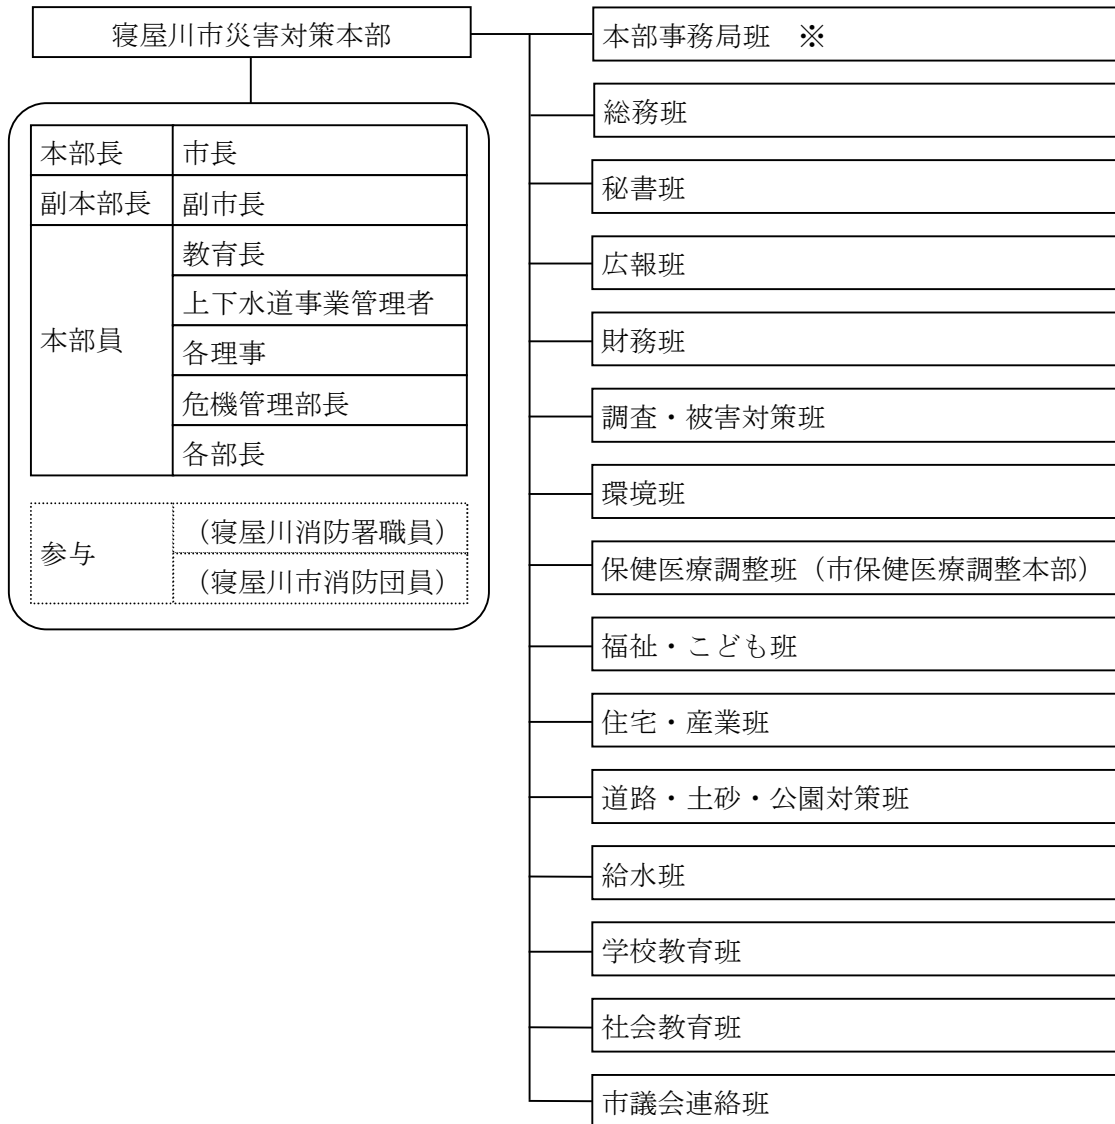 寝屋川市災害対策本部
本部長 市長
副本部長 副市長
本部員
教育長
上下水道事業管理者
各理事
危機管理部長
各部長
参与
（寝屋川消防署職員）
（寝屋川市消防団員）
本部事務局班　※
総務班
秘書班
広報班
財務班
調査・被害対策班
環境班
保健医療調整班（市保健医療調整本部）
福祉・こども班
住宅・産業班
道路・土砂・公園対策班
給水班
学校教育班
社会教育班
市議会連絡班